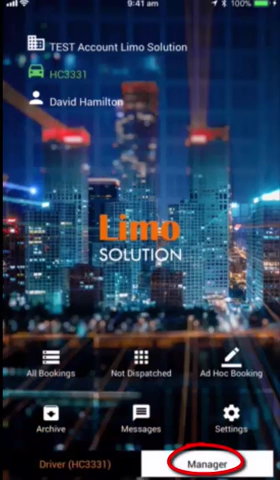 9:41 am
100%
TEST Account Limo Solution
HC3331
David Hamilton
Limo
SOLUTION
All Bookings
Not Dispatched
Ad Hoc Booking
Archive
Messages
Settings
Driver (HC3331)
Manager